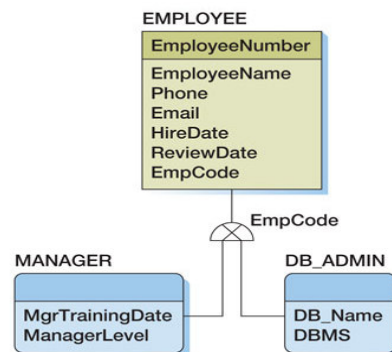 EMPLOYEE
EmployeeNumber
EmployeeName
Phone
Email
HireDate
ReviewDate
EmpCode
EmpCode
MANAGER
MgrTrainingDate
ManagerLevel
DB_ADMIN
DB_Name
DBMS